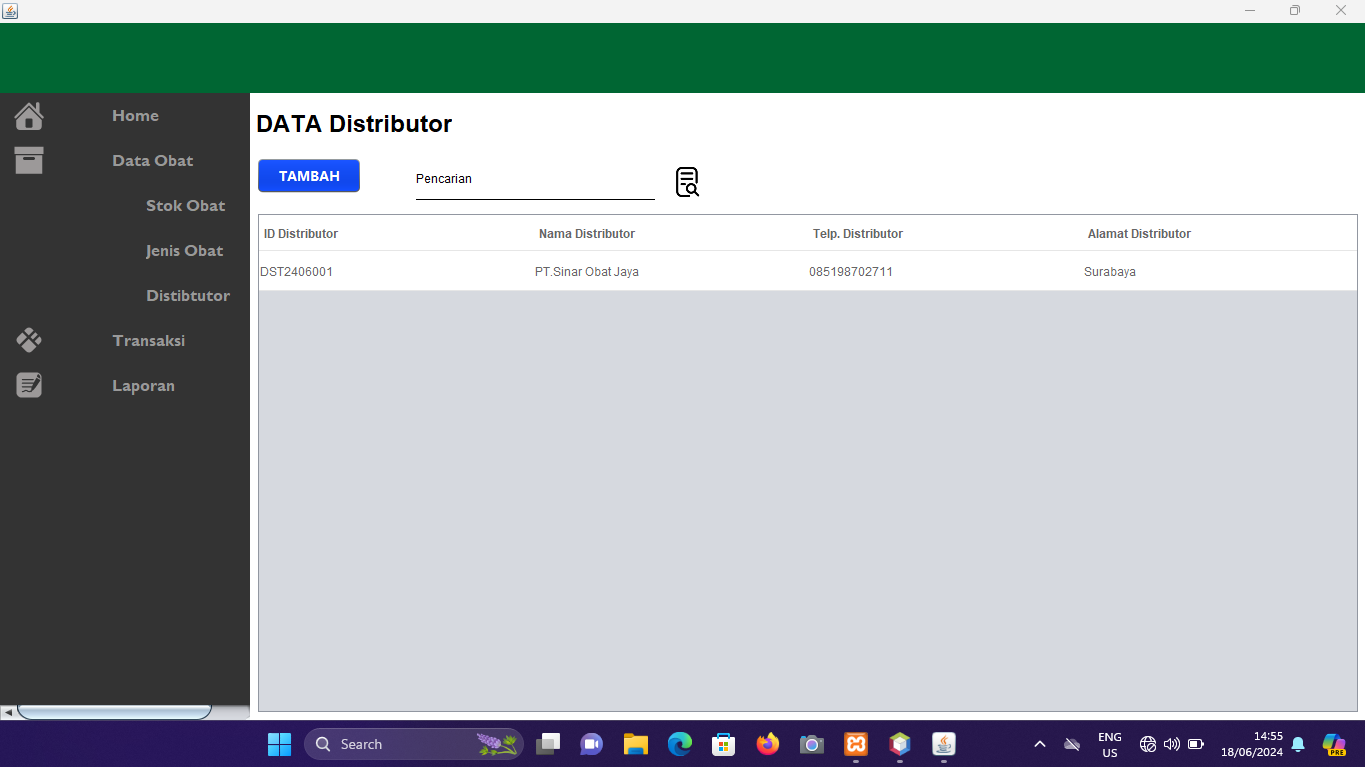 Home
Data Obat
Stok Obat
Jenis Obat
Distibtutor
Transaksi
Laporan
DATA Distributor
TAMBAH
Pencarian
ID Distributor Nama Distributor Telp. Distributor Alamat Distributor
DST2406001 PT.Sinar Obat Jaya 085198702711 Surabaya
Search
ENG
US
14:55
18/06/2024
PRE